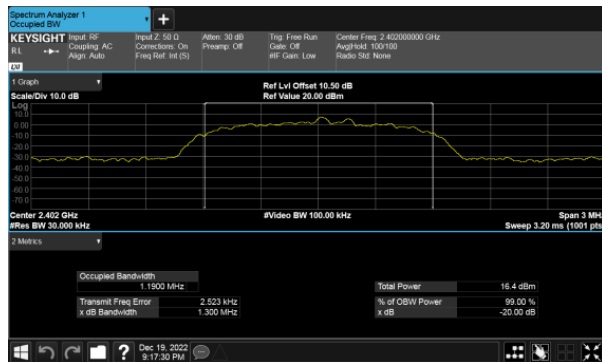 Spectrum Analyzer 1
Occupied BW
+
KEYSIGHT Input: RF Input Z: 50 Ω Atten: 30 dB Trig: Free Run Center Freq: 2.402000000 GHz
RL Coupling: AC Corrections: On Preamp: Off Gate: Off Avg|Hold: 100/100
Align: Auto Freq Ref: Int (S) #IF Gain: Low Radio Std: None
LXI
1 Graph
Ref Lvl Offset 10.50 dB
Scale/Div 10.0 dB Ref Value 20.00 dBm
Log
10.0
0.00
-10.0
-20.0
-30.0
-40.0
-50.0
-60.0
-70.0
Center 2.402 GHz #Video BW 100.00 kHz Span 3 MHz
#Res BW 30.000 kHz Sweep 3.20 ms (1001 pts
2 Metrics
Occupied Bandwidth
1.1900 MHz Total Power 16.4 dBm
Transmit Freq Error 2.523 kHz % of OBW Power 99.00 %
x dB Bandwidth 1.300 MHz x dB -20.00 dB
? Dec 19, 2022
9:17:30 PM